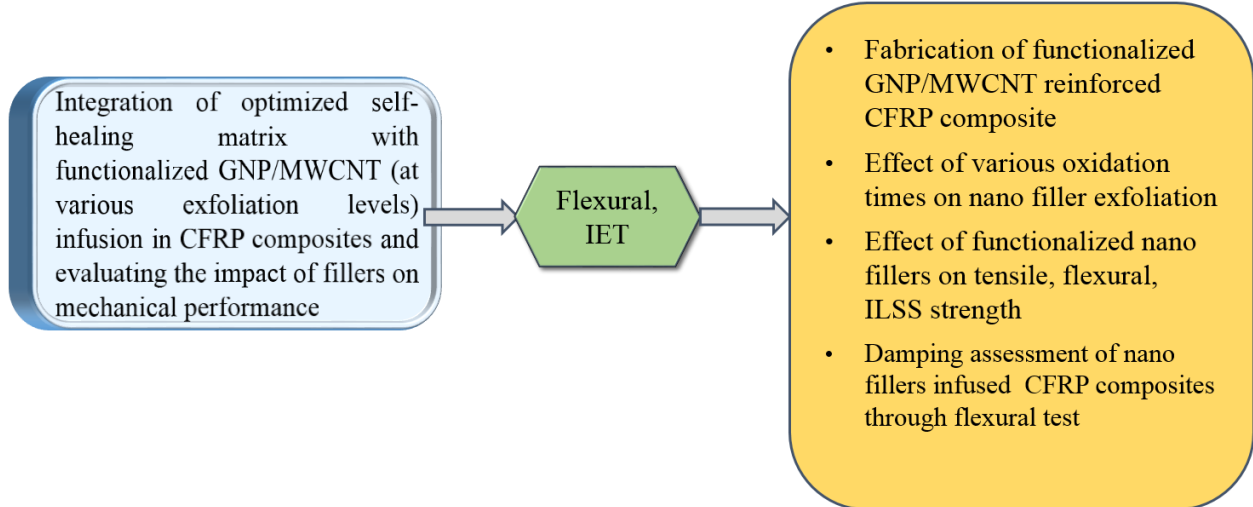 Integration of optimized self-
healing matrix with
functionalized GNP/MWCNT (at
various exfoliation levels)
infusion in CFRP composites and
evaluating the impact of fillers on
mechanical performance
Flexural,
IET
• Fabrication of functionalized
GNP/MWCNT reinforced
CFRP composite
• Effect of various oxidation
times on nano filler exfoliation
• Effect of functionalized nano
fillers on tensile, flexural,
ILSS strength
• Damping assessment of nano
fillers infused CFRP composites
through flexural test